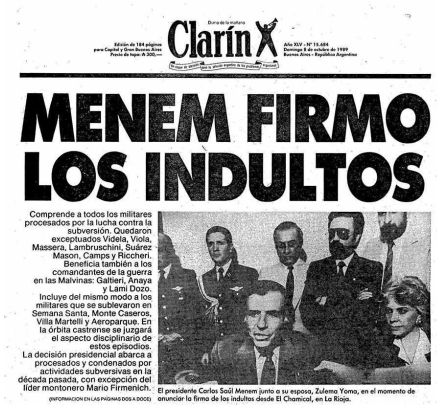 Diario de la mañana
Clarín
Edición de 184 páginas
para Capital y Gran Buenos Aires
Precio de tapa: A 300,—
Año XLV - Nº 15.684
Domingo 8 de octubre de 1989
Buenos Aires - República Argentina
MENEM FIRMO
LOS INDULTOS
Comprende a todos los militares
procesados por la lucha contra la
subversión. Quedaron
exceptuados Videla, Viola,
Massera, Lambruschini, Suárez
Mason, Camps y Riccheri.
Beneficia también a los
comandantes de la guerra
en las Malvinas: Galtieri, Anaya
y Lami Dozo.
Incluye del mismo modo a los
militares que se sublevaron en
Semana Santa, Monte Caseros,
Villa Martelli y Aeroparque. En
la órbita castrense se juzgará
el aspecto disciplinario de
estos episodios.
La decisión presidencial abarca a
procesados y condenados por
actividades subversivas en la
década pasada, con excepción del
líder montonero Mario Firmenich.
(INFORMACION EN LAS PAGINAS DOS A DOCE)
El presidente Carlos Saúl Menem junto a su esposa, Zulema Yoma, en el momento de
anunciar la firma de los indultos desde El Chamical, en La Rioja.